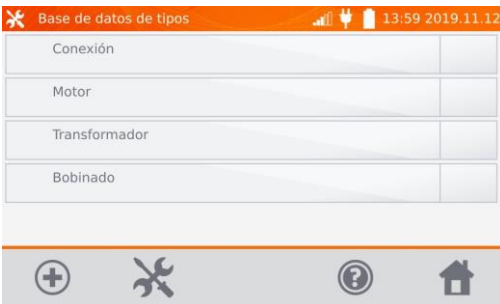 Base de datos de tipos 13:59 2019.11.12
Conexión
Motor
Transformador
Bobinado